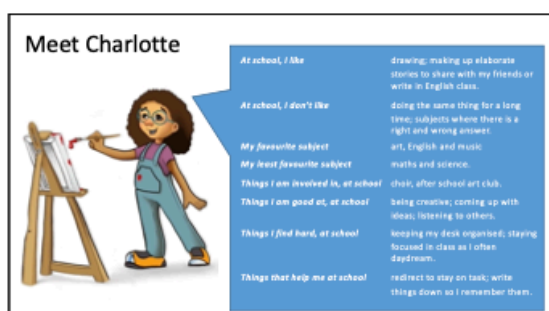 Meet Charlotte
At school, I like drawing; making up elaborate
stories to share with my friends or
write in English class.
At school, I don't like doing the same thing for a long
time; subjects where there is a
right and wrong answer.
My favourite subject art, English and music
My least favourite subject maths and science.
Things I am involved in, at school choir, after school art club.
Things I am good at, at school being creative; coming up with
ideas; listening to others.
Things I find hard, at school keeping my desk organised; staying
focused in class as I often
daydream.
Things that help me at school redirect to stay on task; write
things down so I remember them.